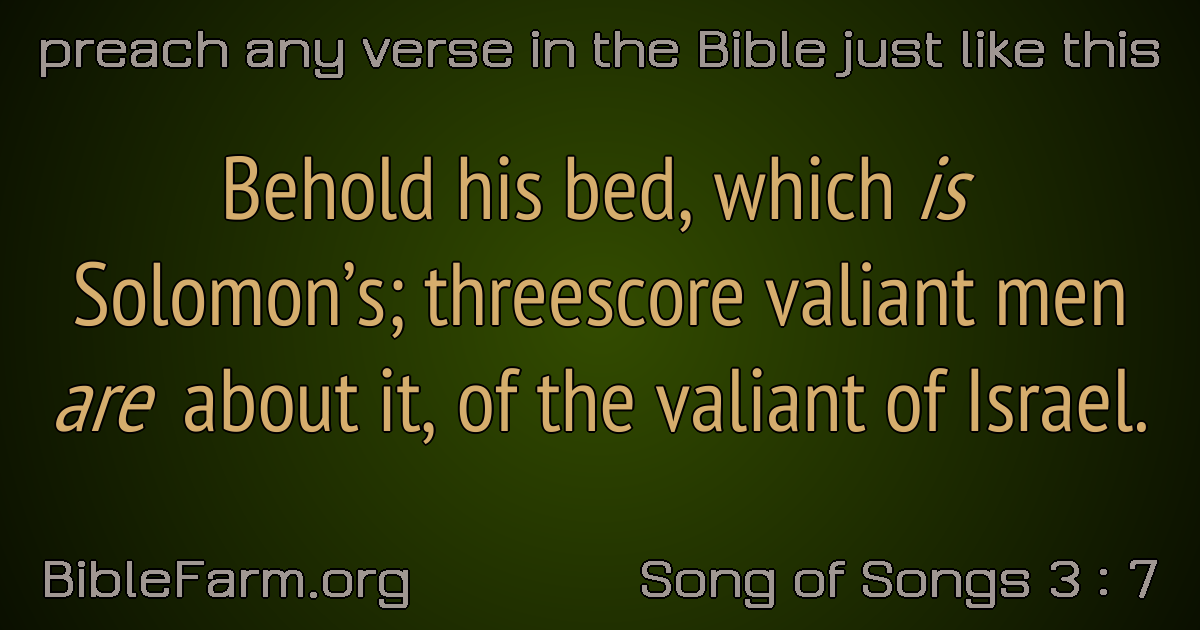 preach any verse in the Bible just like this
Behold his bed, which is
Solomon’s; threescore valiant men
are about it, of the valiant of Israel.
BibleFarm.org
Song of Songs 3 : 7